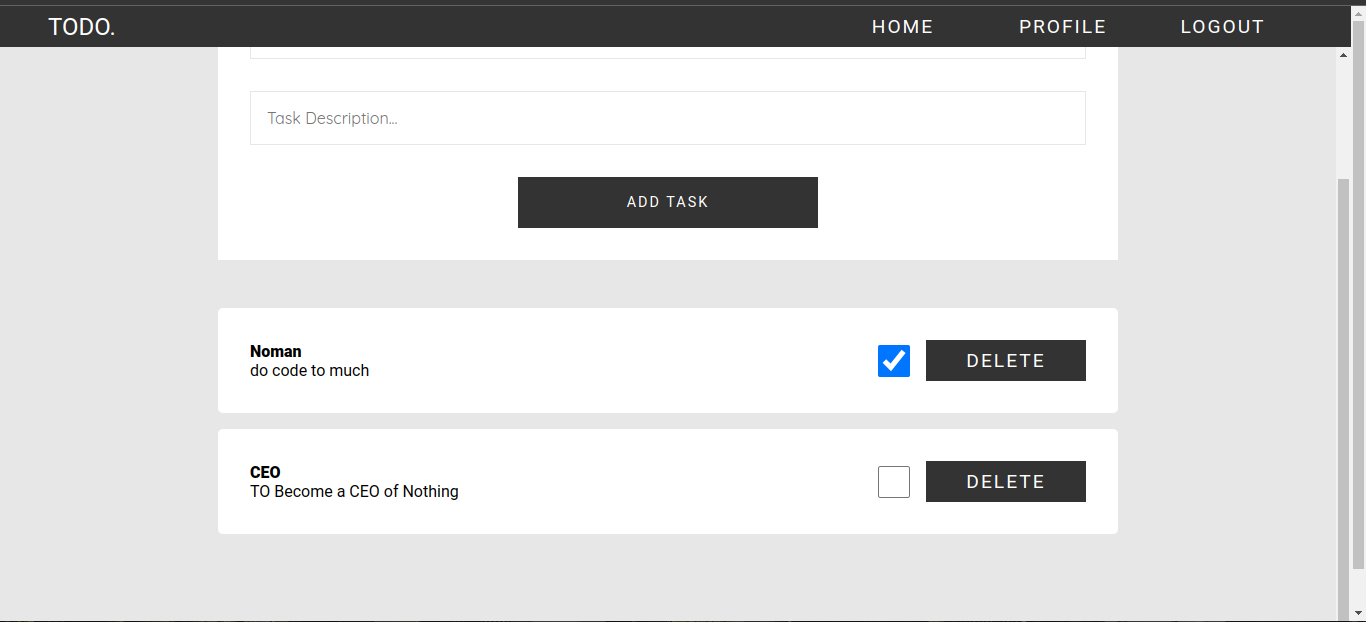 TODO.
HOME PROFILE LOGOUT
Task Description...
ADD TASK
Noman
do code to much
DELETE
CEO
TO Become a CEO of Nothing
DELETE